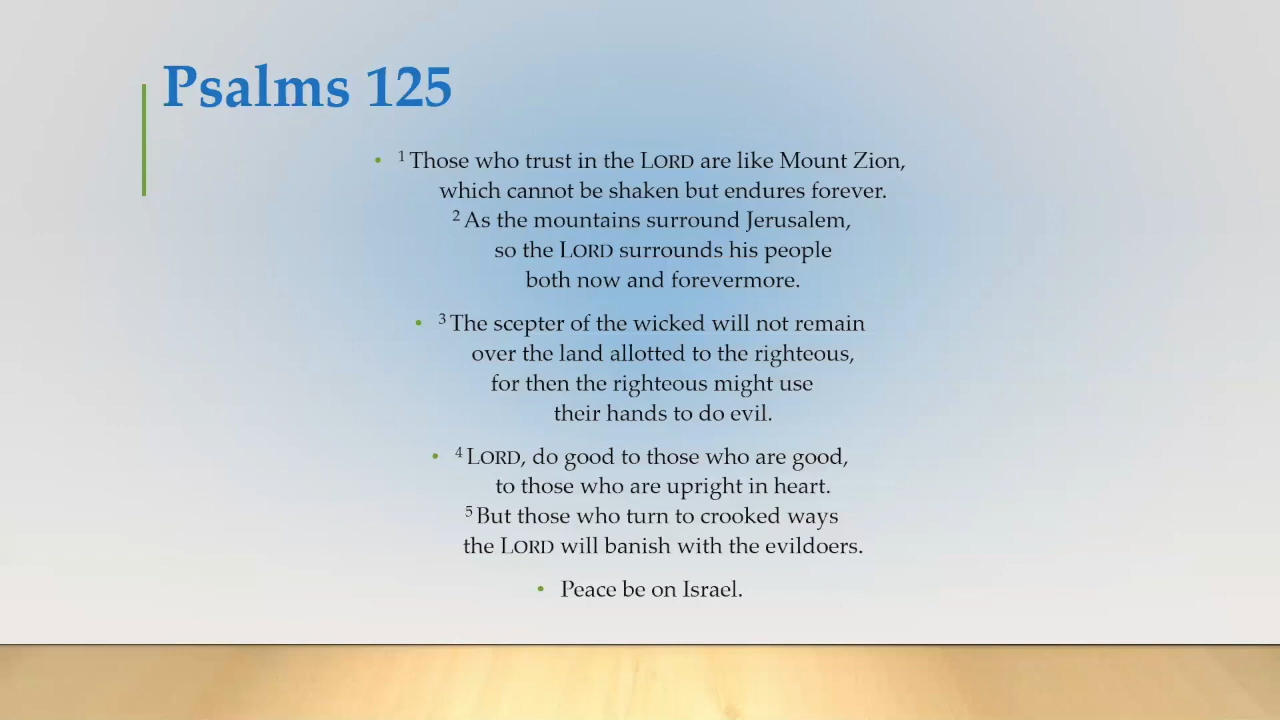 Psalms 125
• ¹ Those who trust in the LORD are like Mount Zion,
which cannot be shaken but endures forever.
² As the mountains surround Jerusalem,
so the LORD surrounds his people
both now and forevermore.
• ³ The scepter of the wicked will not remain
over the land allotted to the righteous,
for then the righteous might use
their hands to do evil.
• ⁴ LORD, do good to those who are good,
to those who are upright in heart.
⁵ But those who turn to crooked ways
the LORD will banish with the evildoers.
• Peace be on Israel.